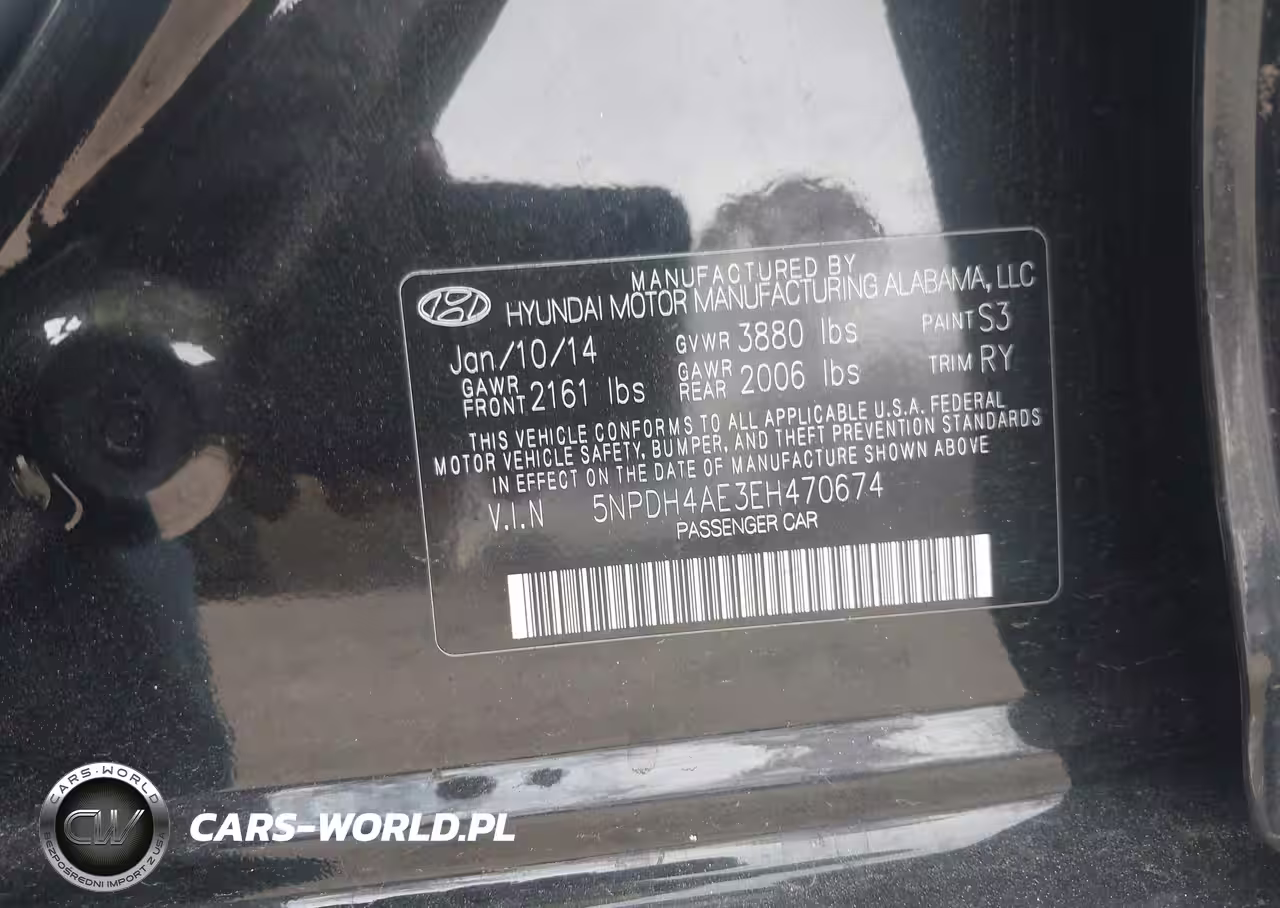 MANUFACTURED BY
HYUNDAI MOTOR MANUFACTURING ALABAMA, LLC
Jan/10/14 GVWR 3880 lbs PAINT S3
GAWR FRONT 2161 lbs GAWR REAR 2006 lbs TRIM RY
THIS VEHICLE CONFORMS TO ALL APPLICABLE U.S.A. FEDERAL
MOTOR VEHICLE SAFETY, BUMPER, AND THEFT PREVENTION STANDARDS
IN EFFECT ON THE DATE OF MANUFACTURE SHOWN ABOVE
V.I.N 5NPDH4AE3EH470674
PASSENGER CAR
CARS-WORLD
CW
BEZPOŚREDNI IMPORT Z USA
CARS-WORLD.PL